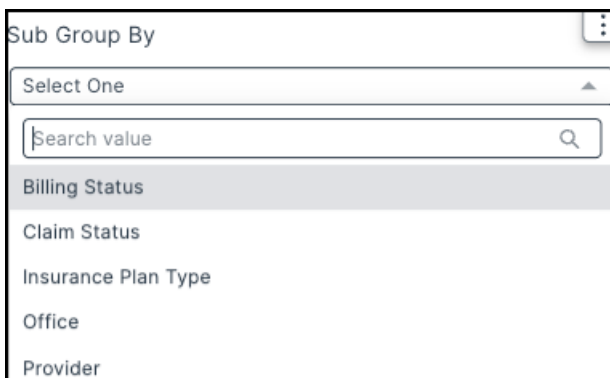 Sub Group By
Select One
Search value
Billing Status
Claim Status
Insurance Plan Type
Office
Provider